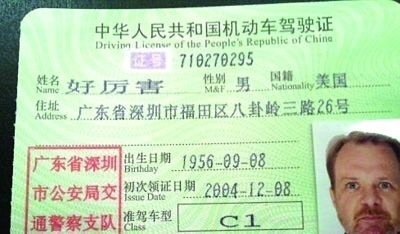 中华人民共和国机动车驾驶证
Driving License of the People's Republic of China
证号 710270295
姓名 Name 好厉害 性别 M&F 男 国籍 Nationality 美国
住址 Address 广东省深圳市福田区八卦岭三路26号
出生日期 Birthday 1956-09-08
初次领证日期 Issue Date 2004-12-08
准驾车型 Class C1
广东省深圳
市公安局交
通警察支队